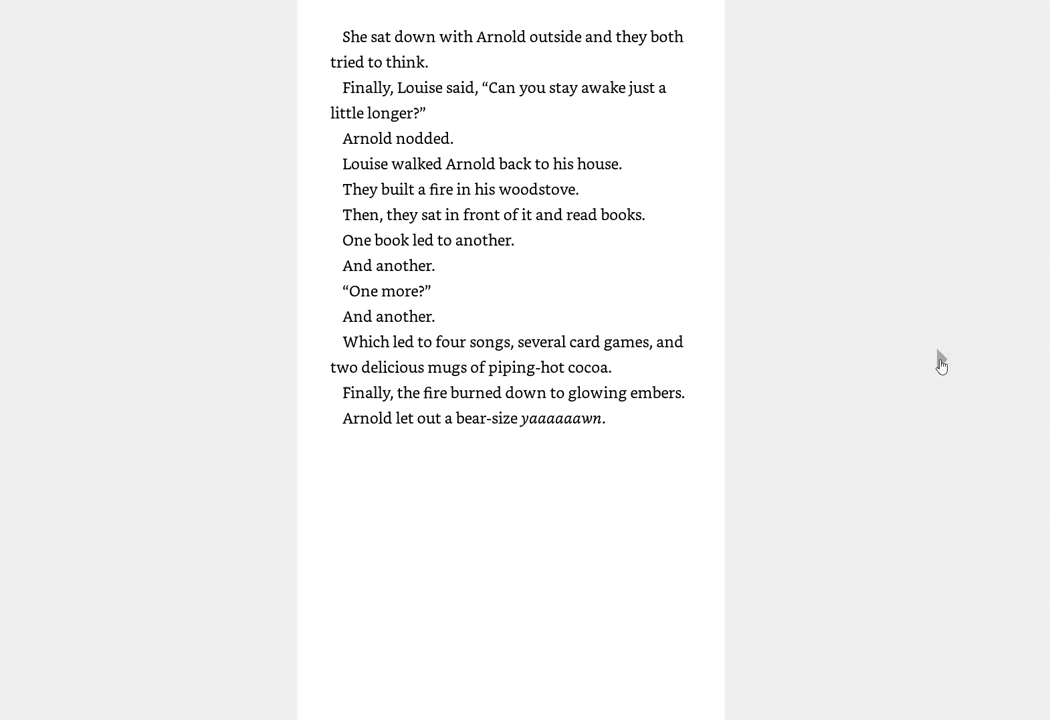 She sat down with Arnold outside and they both
tried to think.
Finally, Louise said, “Can you stay awake just a
little longer?”
Arnold nodded.
Louise walked Arnold back to his house.
They built a fire in his woodstove.
Then, they sat in front of it and read books.
One book led to another.
And another.
“One more?”
And another.
Which led to four songs, several card games, and
two delicious mugs of piping-hot cocoa.
Finally, the fire burned down to glowing embers.
Arnold let out a bear-size yaaaaaawn.